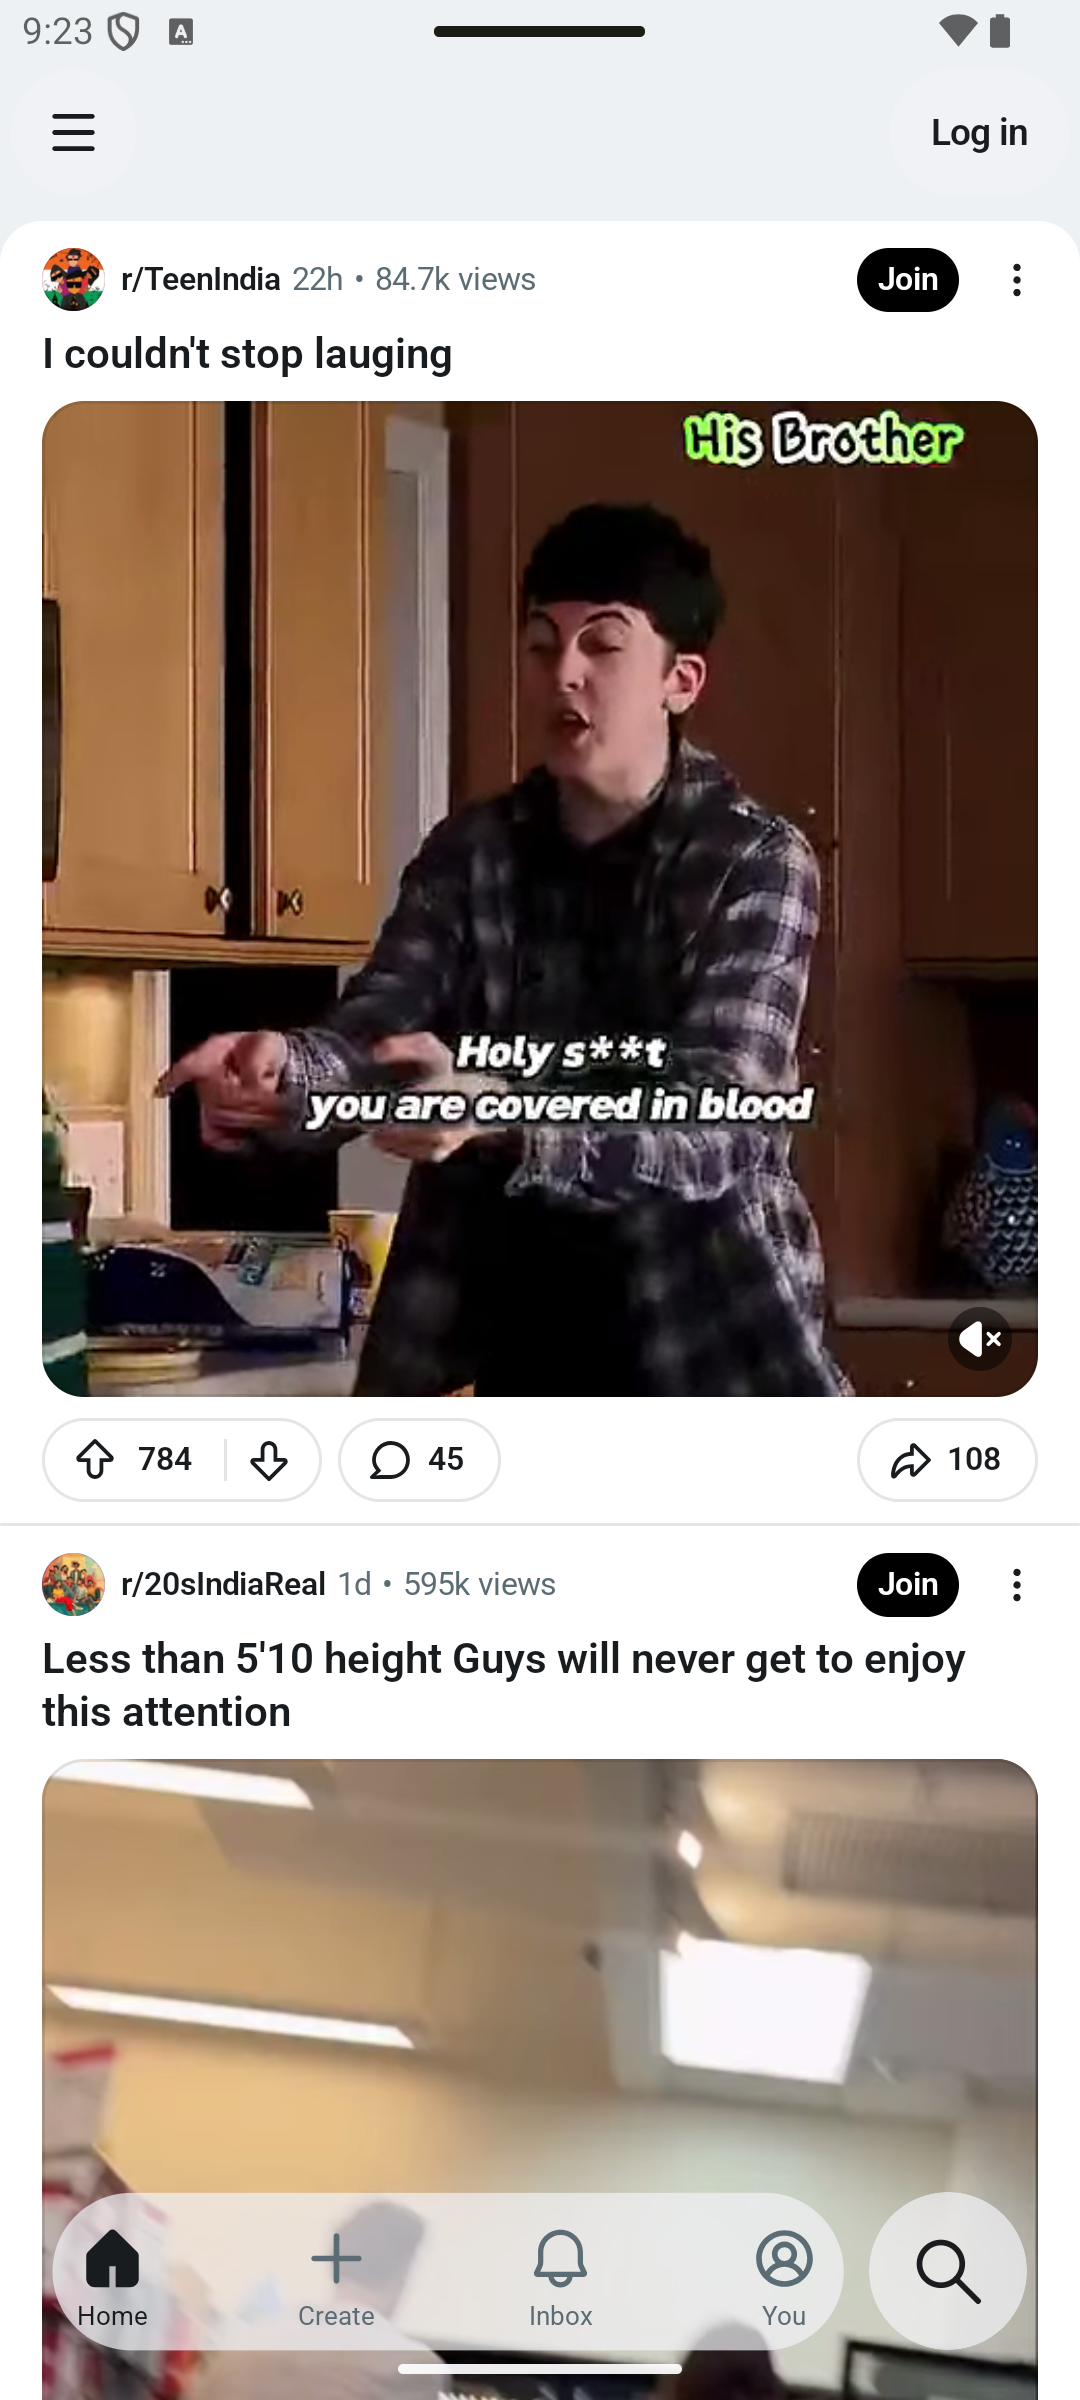 9:23
Log in
r/TeenIndia 22h • 84.7k views
Join
I couldn't stop lauging
His Brother
Holy s**t
you are covered in blood
784
45
108
r/20sIndiaReal 1d • 595k views
Join
Less than 5'10 height Guys will never get to enjoy
this attention
Home
Create
Inbox
You